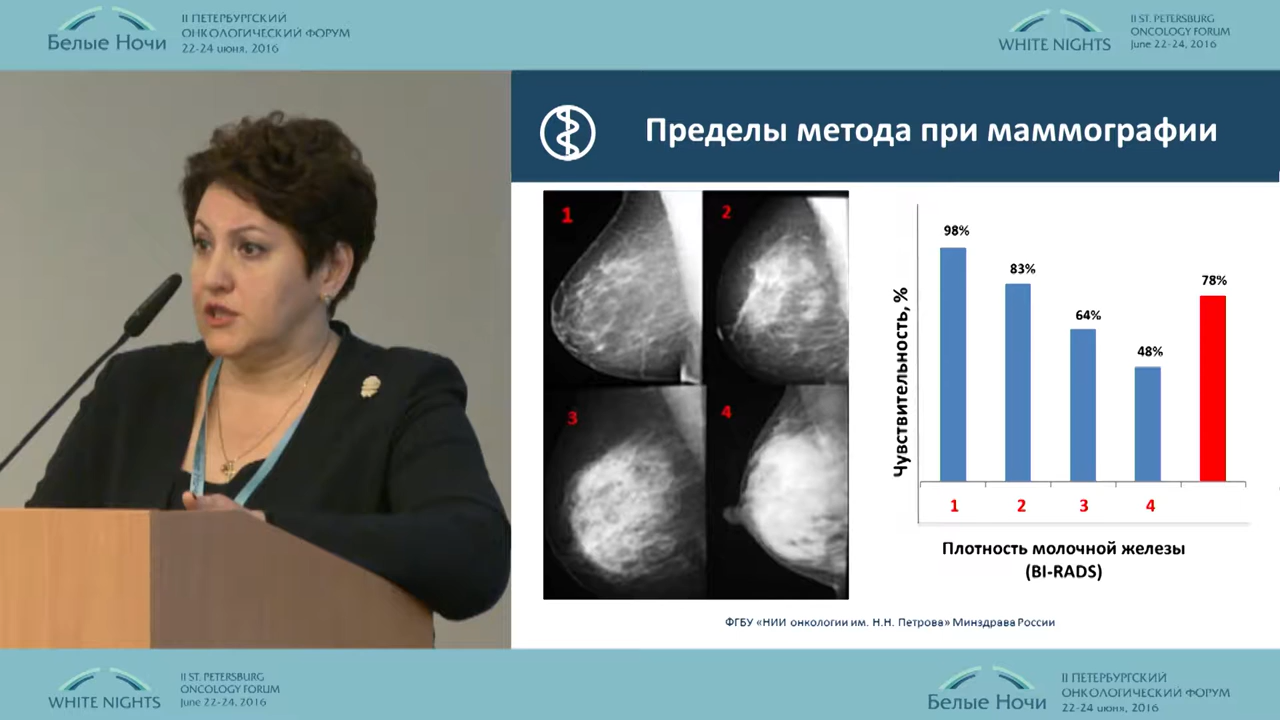 Белые Ночи
II ПЕТЕРБУРГСКИЙ
ОНКОЛОГИЧЕСКИЙ ФОРУМ
22-24 июня, 2016
WHITE NIGHTS
II ST. PETERSBURG
ONCOLOGY FORUM
June 22-24, 2016
Пределы метода при маммографии
1
2
3
4
Чувствительность, %
98%
83%
64%
48%
78%
1 2 3 4
Плотность молочной железы
(BI-RADS)
ФГБУ «НИИ онкологии им. Н.Н. Петрова» Минздрава России
WHITE NIGHTS
II ST. PETERSBURG
ONCOLOGY FORUM
June 22-24, 2016
Белые Ночи
II ПЕТЕРБУРГСКИЙ
ОНКОЛОГИЧЕСКИЙ ФОРУМ
22-24 июня, 2016